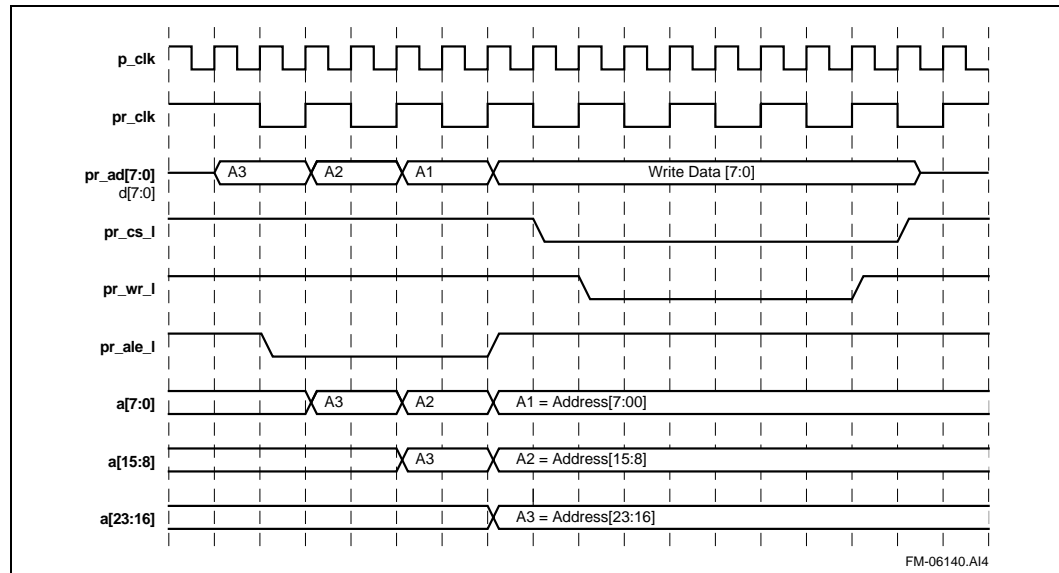 p_clk
pr_clk
pr_ad[7:0] A3 A2 A1 Write Data [7:0]
d[7:0]
pr_cs_l
pr_wr_l
pr_ale_l
a[7:0] A3 A2 A1 = Address[7:00]
a[15:8] A3 A2 = Address[15:8]
a[23:16] A3 = Address[23:16]
FM-06140.AI4